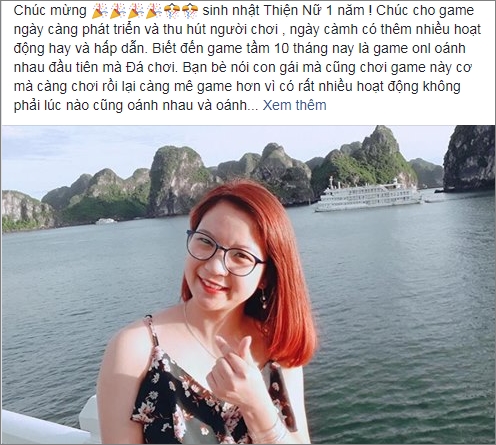 Chúc mừng 🎉🎉🎉🎉🎊🎊 sinh nhật Thiện Nữ 1 năm ! Chúc cho game
ngày càng phát triển và thu hút người chơi , ngày cảmh có thêm nhiều hoạt
động hay và hấp dẫn. Biết đến game tầm 10 tháng nay là game onl oánh
nhau đầu tiên mà Đá chơi. Bạn bè nói con gái mà cũng chơi game này cơ
mà càng chơi rồi lại càng mê game hơn vì có rất nhiều hoạt động không
phải lúc nào cũng oánh nhau và oánh... Xem thêm